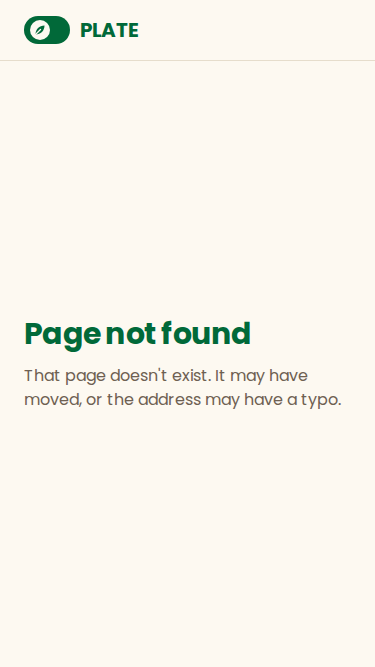 PLATE
Page not found
That page doesn't exist. It may have
moved, or the address may have a typo.